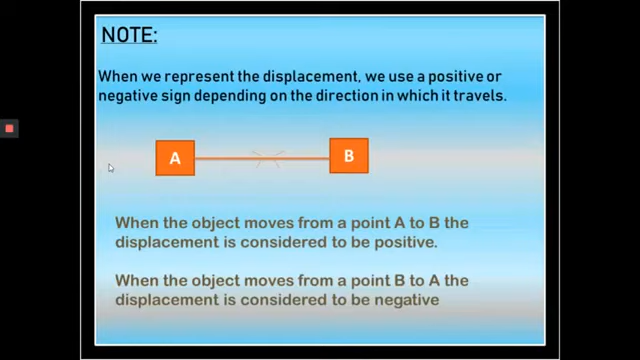 NOTE:
When we represent the displacement, we use a positive or
negative sign depending on the direction in which it travels.
A
B
When the object moves from a point A to B the
displacement is considered to be positive.
When the object moves from a point B to A the
displacement is considered to be negative